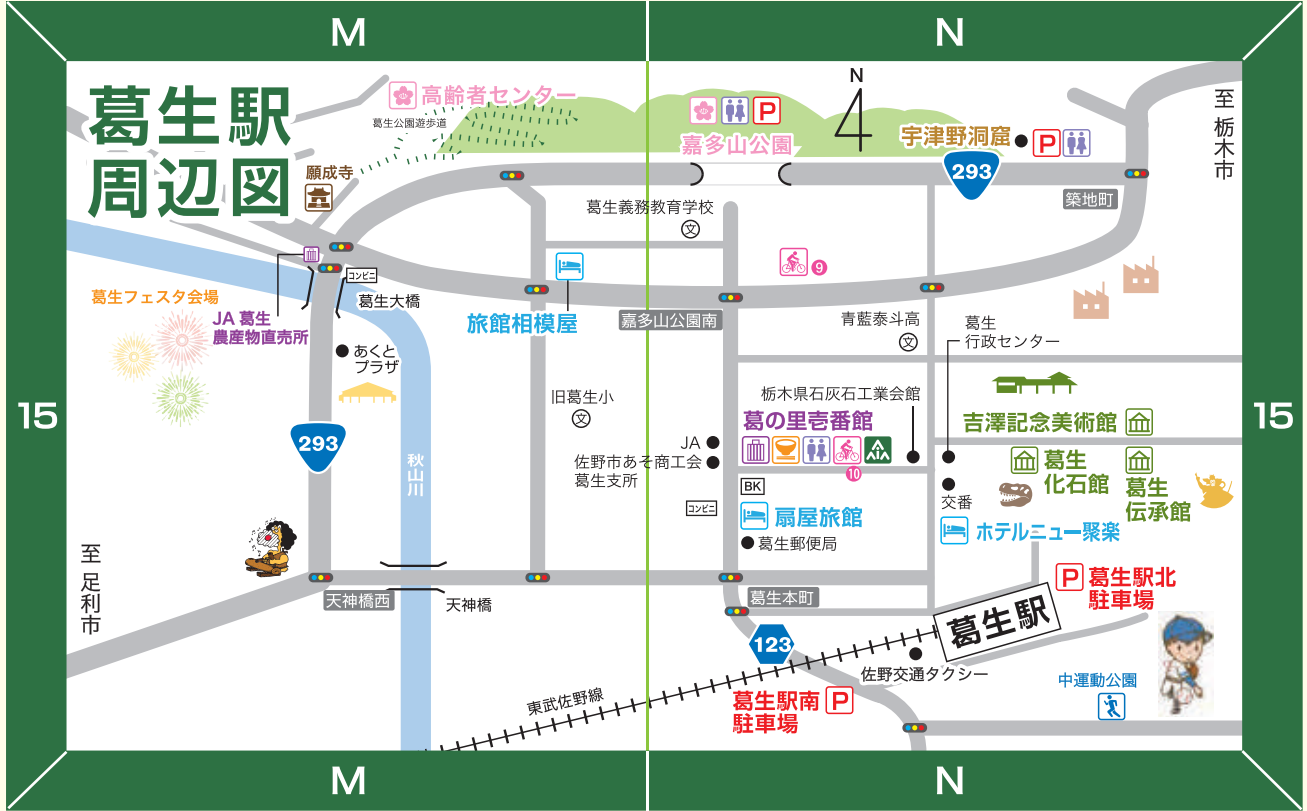 M
N
葛生駅
周辺図
高齢者センター
葛生公園遊歩道
願成寺
P
嘉多山公園
N
宇津野洞窟
P
293
至 栃木市
築地町
葛生義務教育学校
文
9
コンビニ
葛生大橋
葛生フェスタ会場
JA 葛生
農産物直売所
旅館相模屋
嘉多山公園南
青藍泰斗高
文
葛生
行政センター
あくと
プラザ
15
15
293
旧葛生小
文
栃木県石灰石工業会館
葛の里壱番館
10
吉澤記念美術館
JA
佐野市あそ商工会
葛生支所
秋山川
BK
コンビニ
葛生
化石館
葛生
伝承館
交番
扇屋旅館
ホテルニュー聚楽
葛生郵便局
至 足利市
天神橋西
天神橋
葛生本町
P
葛生駅北
駐車場
葛生駅
123
佐野交通タクシー
東武佐野線
葛生駅南
駐車場
P
中運動公園
M
N